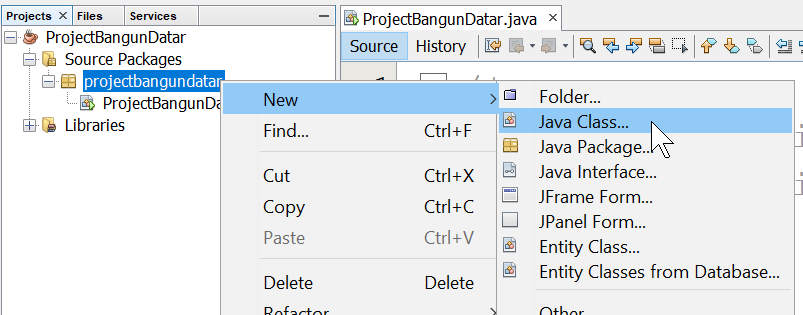 Projects × Files Services
ProjectBangunDatar
Source Packages
projectbangundatar
ProjectBangunDa
Libraries
ProjectBangunDatar.java ×
Source History
New
Find... Ctrl+F
Cut Ctrl+X
Copy Ctrl+C
Paste Ctrl+V
Delete Delete
Refactor
Folder...
Java Class...
Java Package...
Java Interface...
JFrame Form...
JPanel Form...
Entity Class...
Entity Classes from Database...
Other